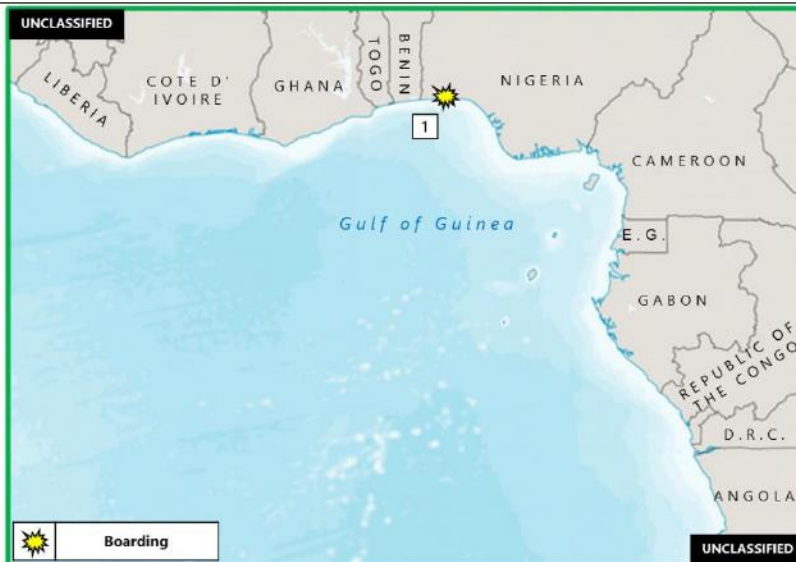 UNCLASSIFIED
LIBERIA
COTE D'
IVOIRE
GHANA
TOGO
BENIN
NIGERIA
1
CAMEROON
Gulf of Guinea
E.G.
GABON
REPUBLIC OF
THE CONGO
D.R.C.
ANGOLA
Boarding
UNCLASSIFIED